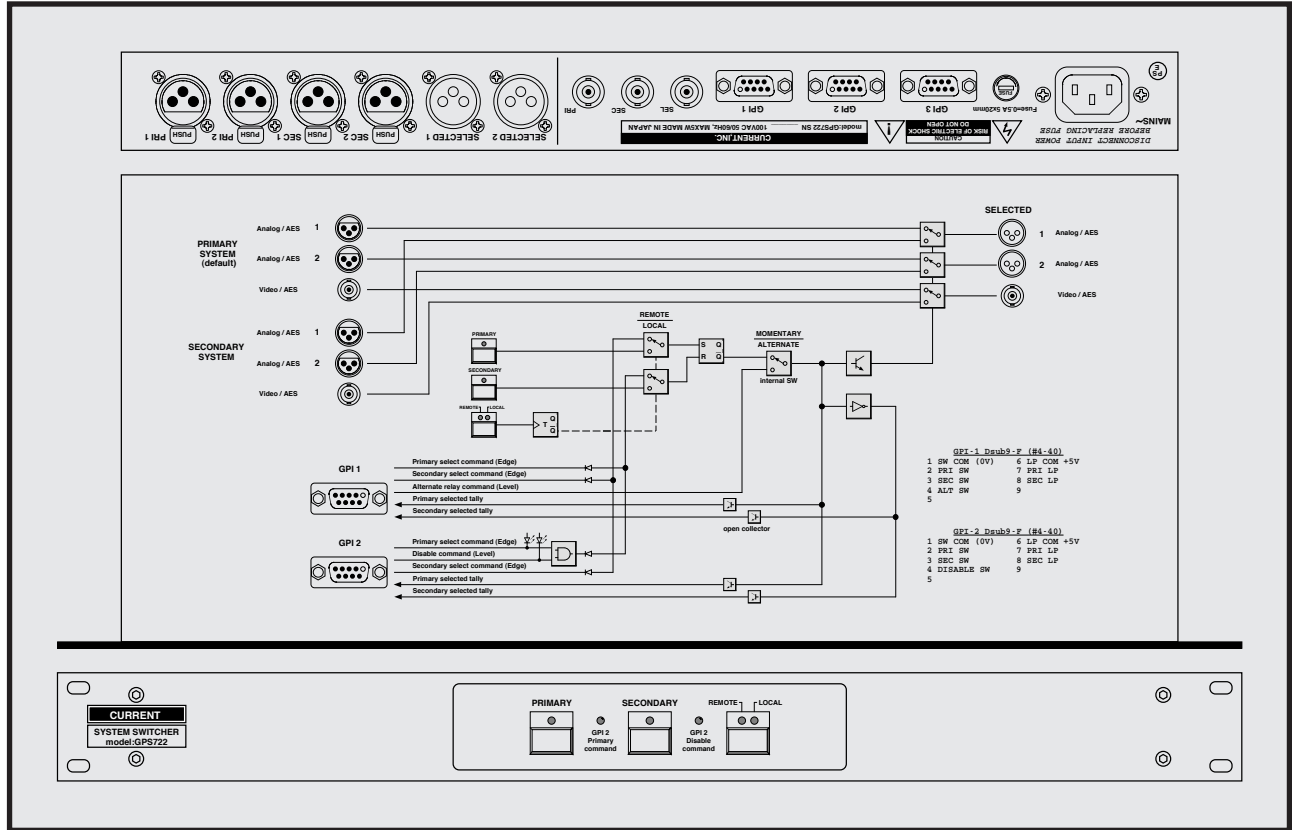 PRI 1
PUSH
PRI 2
PUSH
SEC 1
PUSH
SEC 2
PUSH
SELECTED 1
SELECTED 2
PRI
SEC
SEL
GPI 1
GPI 2
GPI 3
FUSE
Fuse=0.5A 5x20mm
PS
E
MAINS~
DISCONNECT INPUT POWER
BEFORE REPLACING FUSE
CAUTION
RISK OF ELECTRIC SHOCK
DO NOT OPEN
CURRENT.INC.
model:GPS722 SN 100VAC 50/60Hz, MAX5W MADE IN JAPAN
SELECTED
PRIMARY
SYSTEM
(default)
Analog / AES 1
Analog / AES 2
Video / AES
1 Analog / AES
2 Analog / AES
Video / AES
SECONDARY
SYSTEM
Analog / AES 1
Analog / AES 2
Video / AES
REMOTE
LOCAL
MOMENTARY
ALTERNATE
internal SW
PRIMARY
SECONDARY
REMOTE LOCAL
S Q
R Q
T Q
Q
GPI 1
Primary select command (Edge)
Secondary select command (Edge)
Alternate relay command (Level)
Primary selected tally
Secondary selected tally
open collector
GPI 2
Primary select command (Edge)
Disable command (Level)
Secondary select command (Edge)
Primary selected tally
Secondary selected tally
GPI-1 Dsub9-F (#4-40)
1 SW COM (0V) 6 LP COM +5V
2 PRI SW 7 PRI LP
3 SEC SW 8 SEC LP
4 ALT SW 9
5
GPI-2 Dsub9-F (#4-40)
1 SW COM (0V) 6 LP COM +5V
2 PRI SW 7 PRI LP
3 SEC SW 8 SEC LP
4 DISABLE SW 9
5
CURRENT
SYSTEM SWITCHER
model:GPS722
PRIMARY
GPI 2
Primary
command
SECONDARY
GPI 2
Disable
command
REMOTE LOCAL